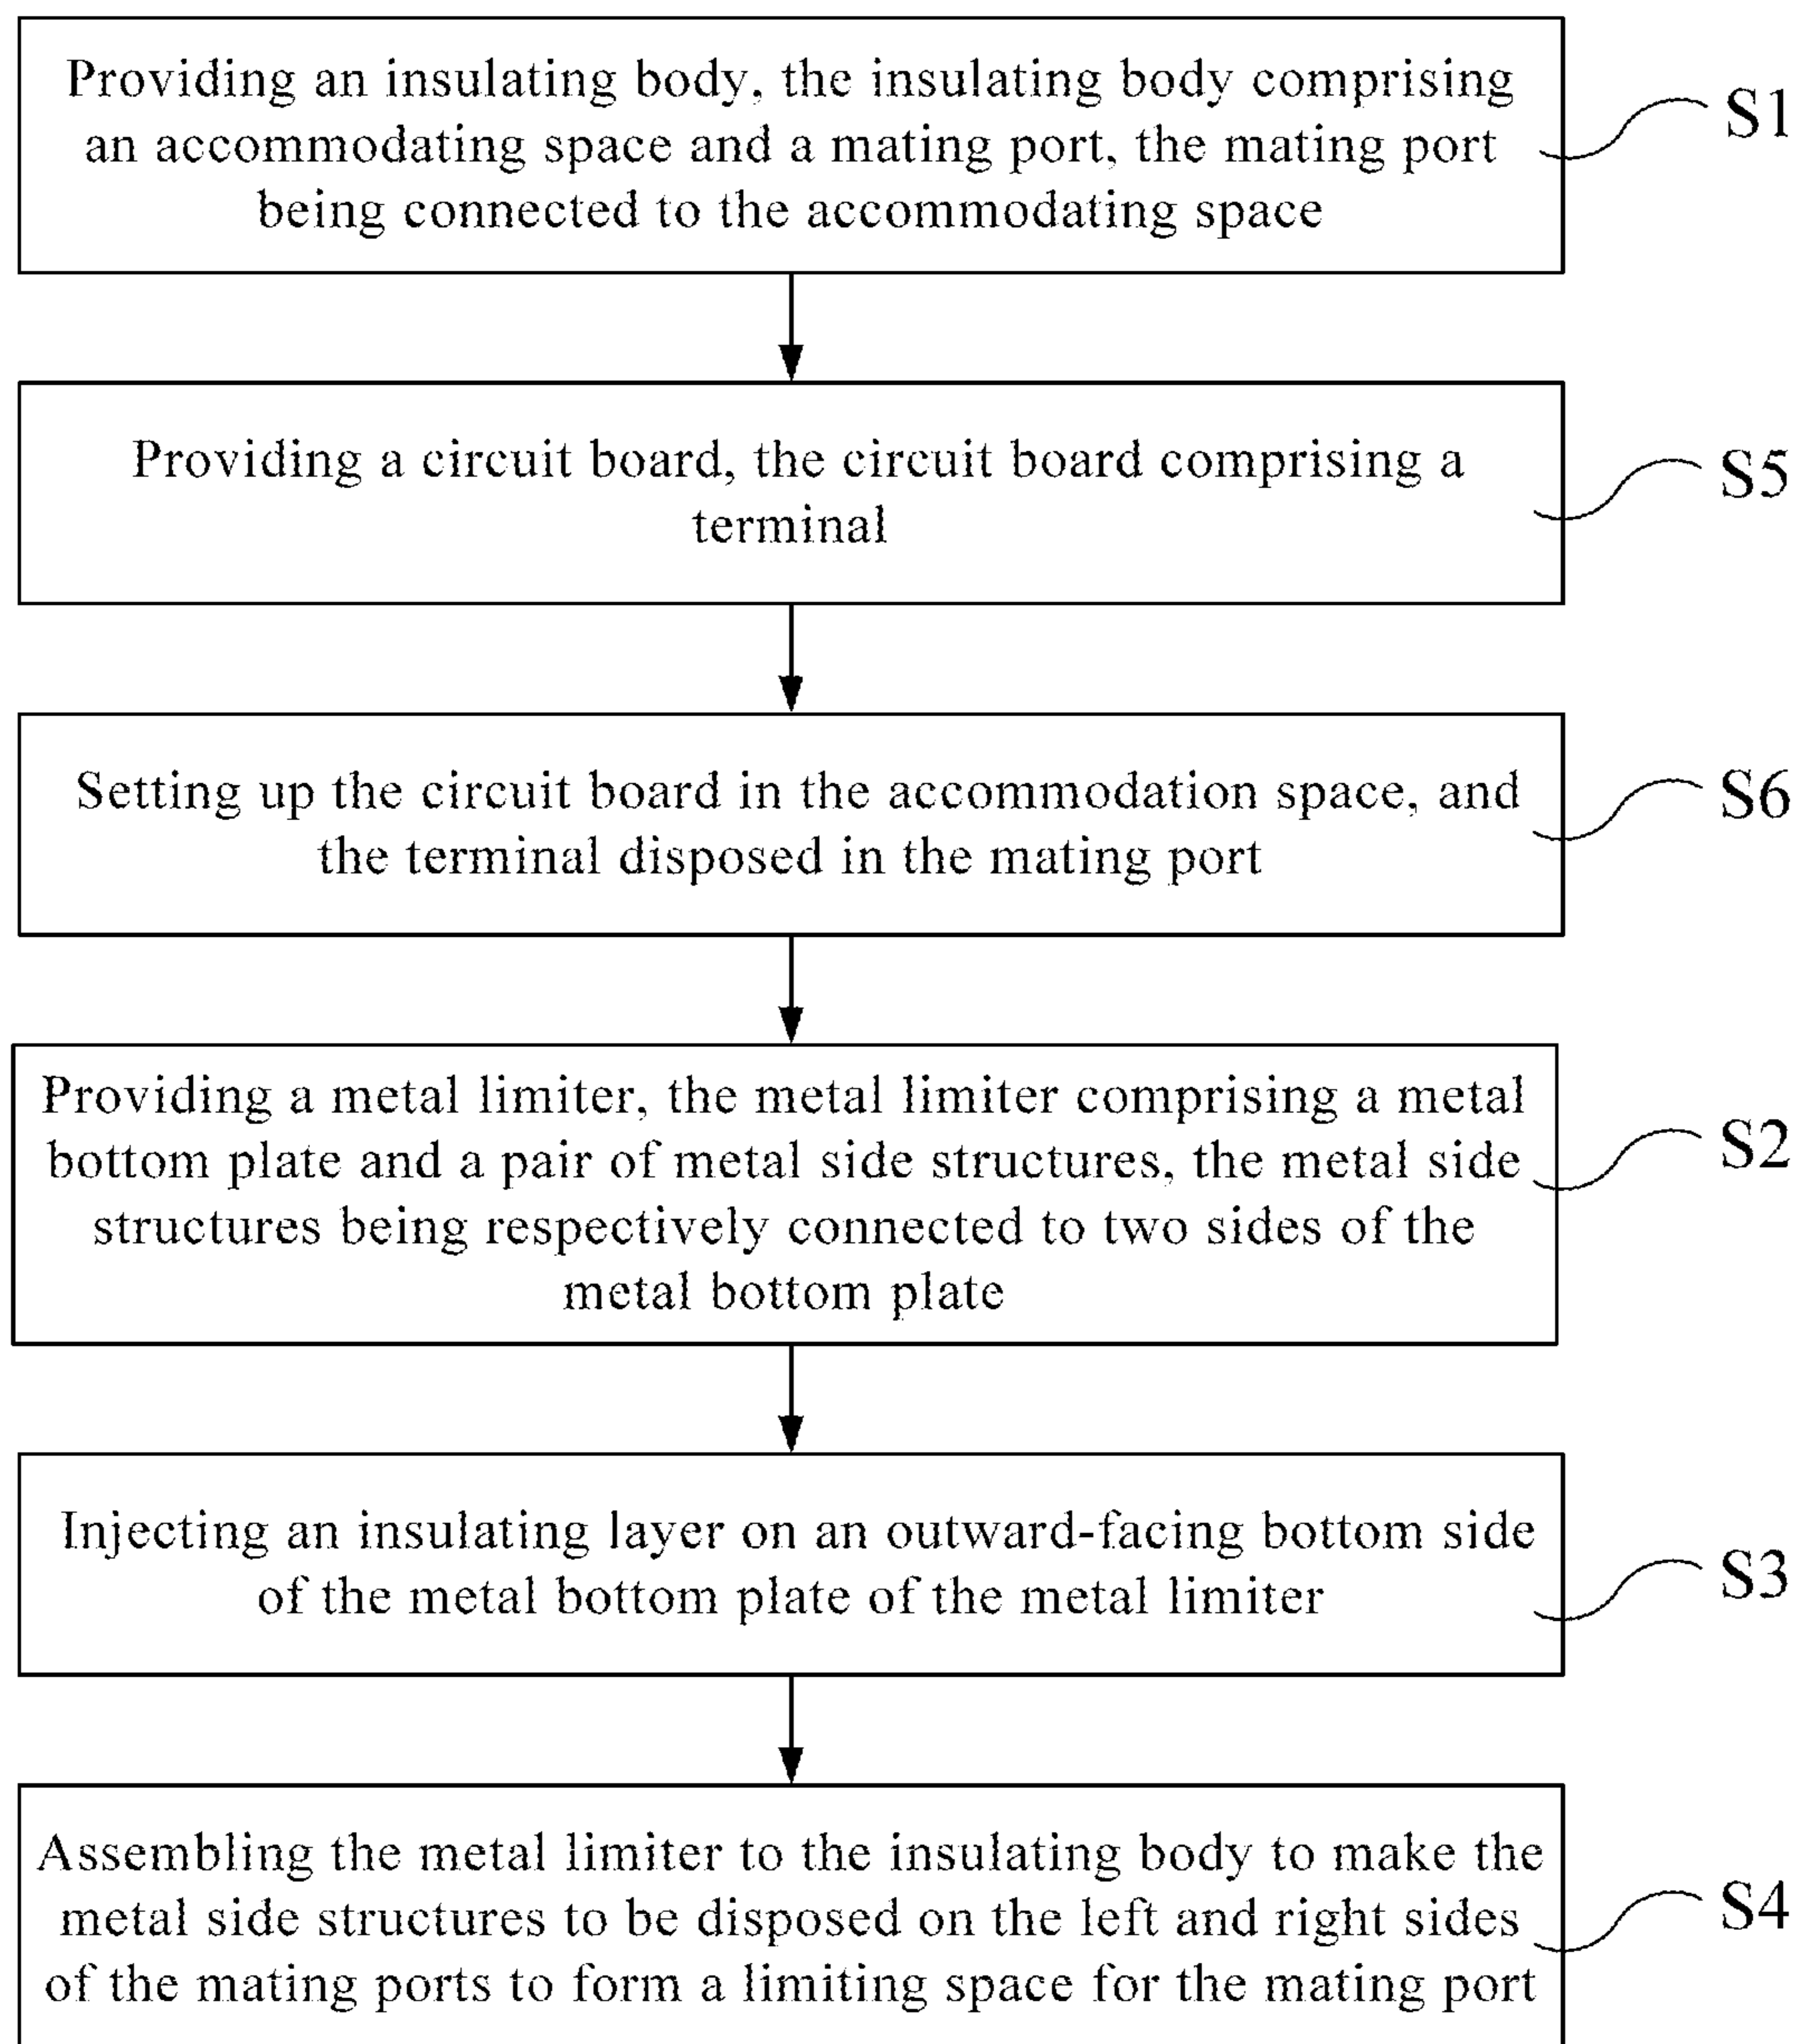 Providing an insulating body, the insulating body comprising
an accommodating space and a mating port, the mating port
being connected to the accommodating space
S1
Providing a circuit board, the circuit board comprising a
terminal
S5
Setting up the circuit board in the accommodation space, and
the terminal disposed in the mating port
S6
Providing a metal limiter, the metal limiter comprising a metal
bottom plate and a pair of metal side structures, the metal side
structures being respectively connected to two sides of the
metal bottom plate
S2
Injecting an insulating layer on an outward-facing bottom side
of the metal bottom plate of the metal limiter
S3
Assembling the metal limiter to the insulating body to make the
metal side structures to be disposed on the left and right sides
of the mating ports to form a limiting space for the mating port
S4